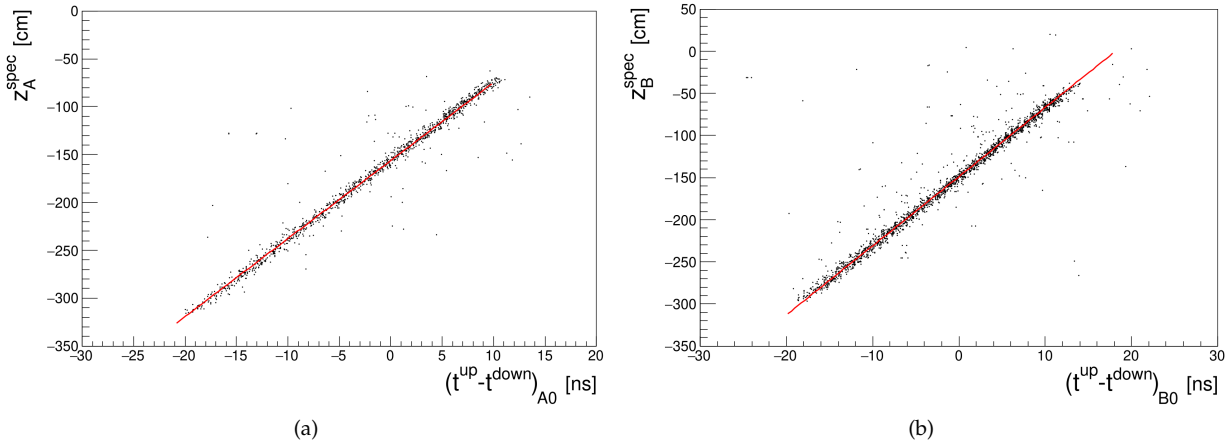 z_A^spec [cm]
0
−50
−100
−150
−200
−250
−300
−350
−30 −25 −20 −15 −10 −5 0 5 10 15 20
(t^up-t^down)_A0 [ns]
(a)
z_B^spec [cm]
50
0
−50
−100
−150
−200
−250
−300
−350
−30 −20 −10 0 10 20 30
(t^up-t^down)_B0 [ns]
(b)